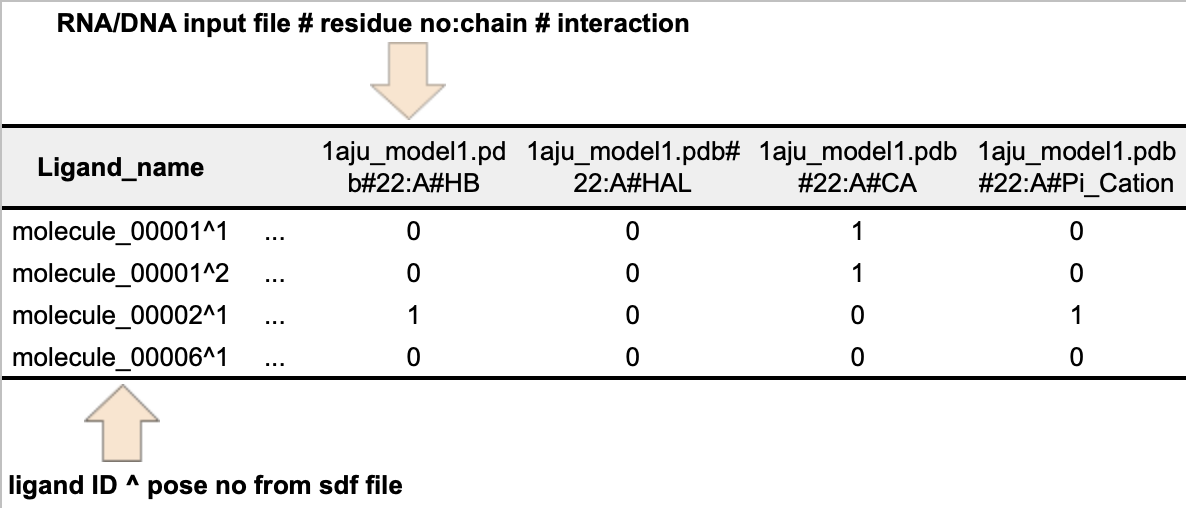 RNA/DNA input file # residue no:chain # interaction
Ligand_name 1aju_model1.pd b#22:A#HB 1aju_model1.pdb# 22:A#HAL 1aju_model1.pdb #22:A#CA 1aju_model1.pdb #22:A#Pi_Cation
molecule_00001^1 ... 0 0 1 0
molecule_00001^2 ... 0 0 1 0
molecule_00002^1 ... 1 0 0 1
molecule_00006^1 ... 0 0 0 0
ligand ID ^ pose no from sdf file